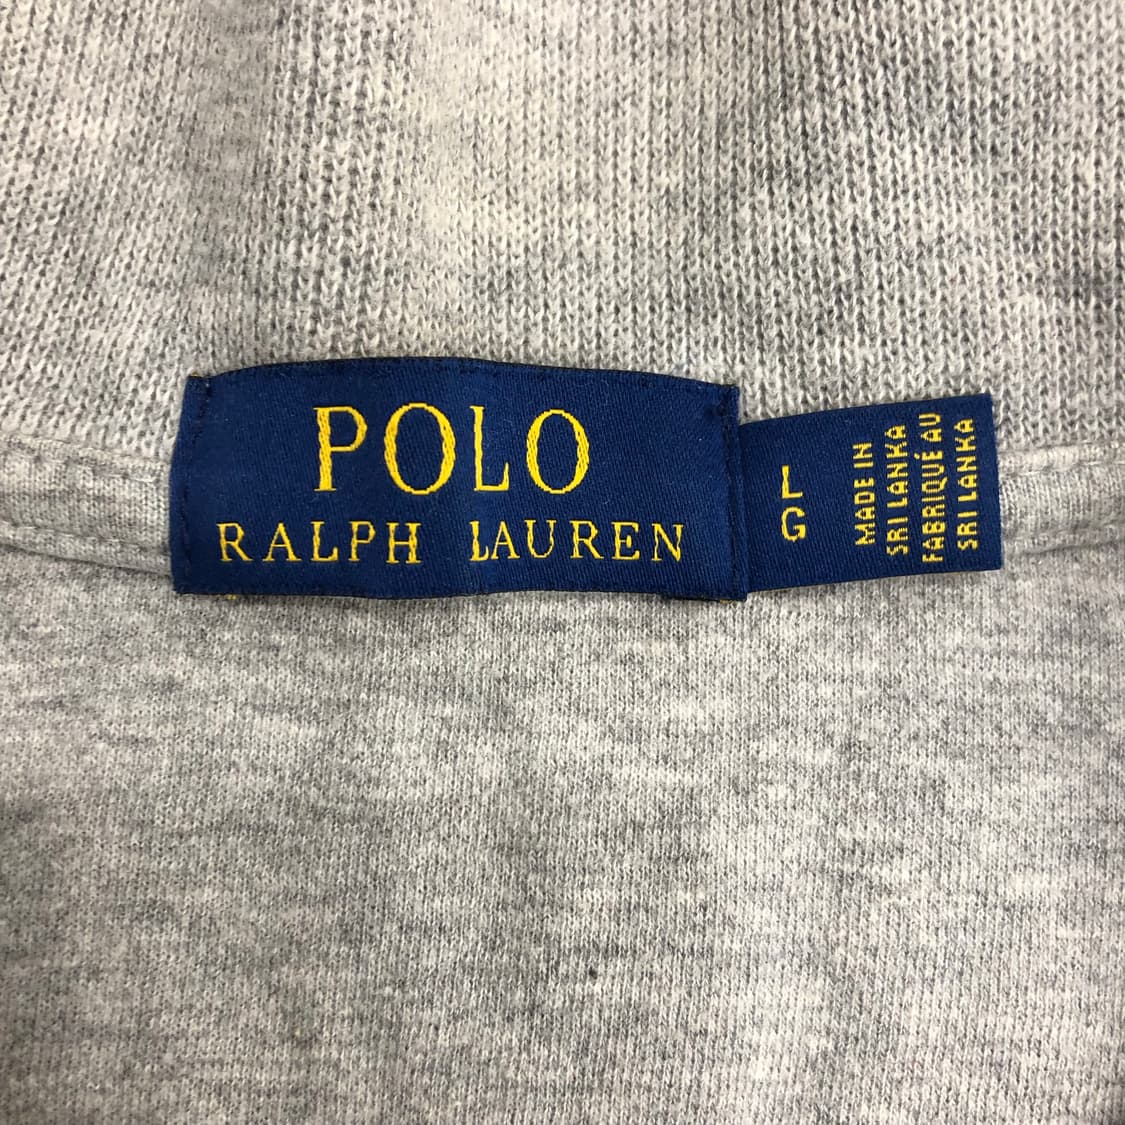 POLO
RALPH LAUREN
L
G
MADE IN
SRI LANKA
FABRIQUÉ AU
SRI LANKA